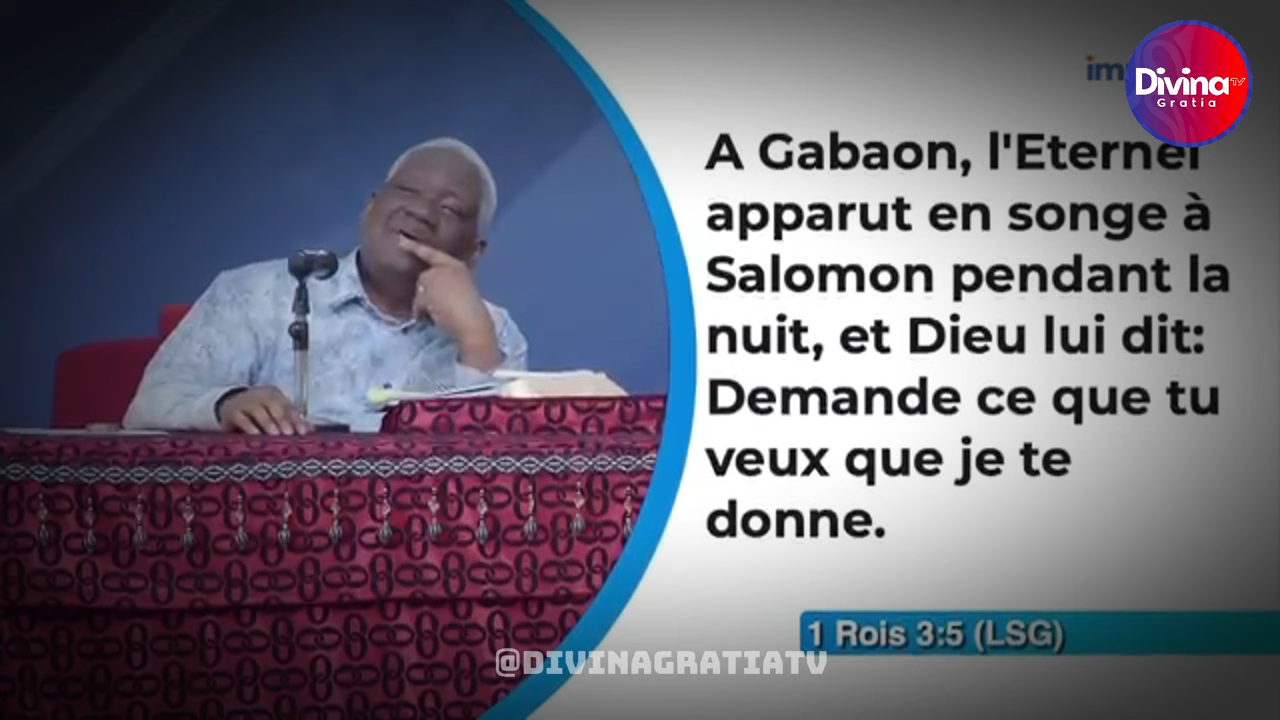 Divina TV
Gratia
A Gabaon, l'Eternel
apparut en songe à
Salomon pendant la
nuit, et Dieu lui dit:
Demande ce que tu
veux que je te
donne.
1 Rois 3:5 (LSG)
@DIVINAGRATIATV